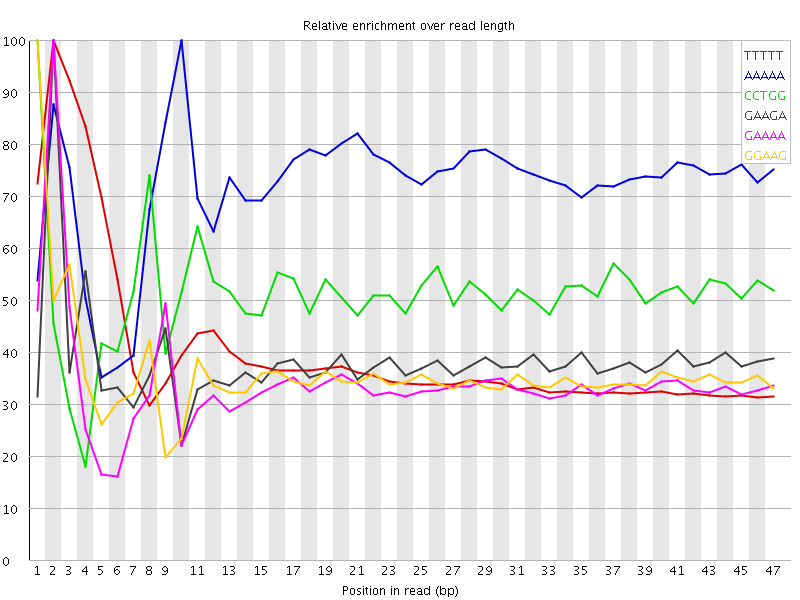 Relative enrichment over read length
100
90
80
70
60
50
40
30
20
10
0
TTTTT
AAAAA
CCTGG
GAAGA
GAAAA
GGAAG
1 2 3 4 5 6 7 8 9 11 13 15 17 19 21 23 25 27 29 31 33 35 37 39 41 43 45 47
Position in read (bp)